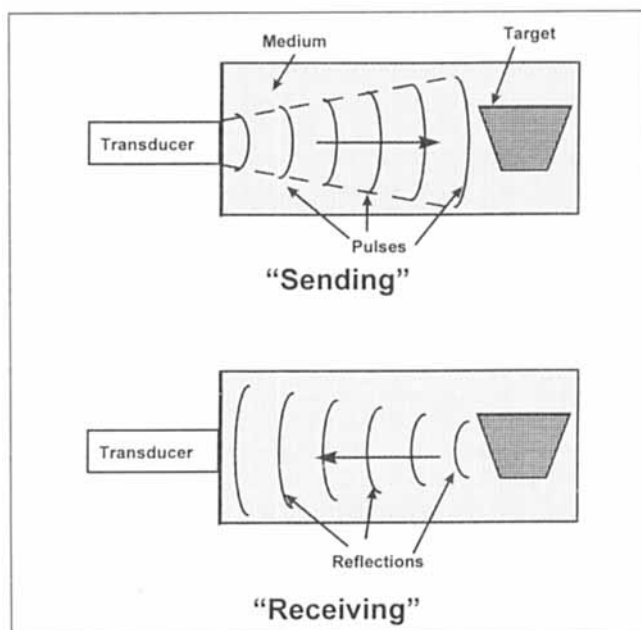 Medium
Target
Transducer
Pulses
“Sending”
Transducer
Reflections
“Receiving”